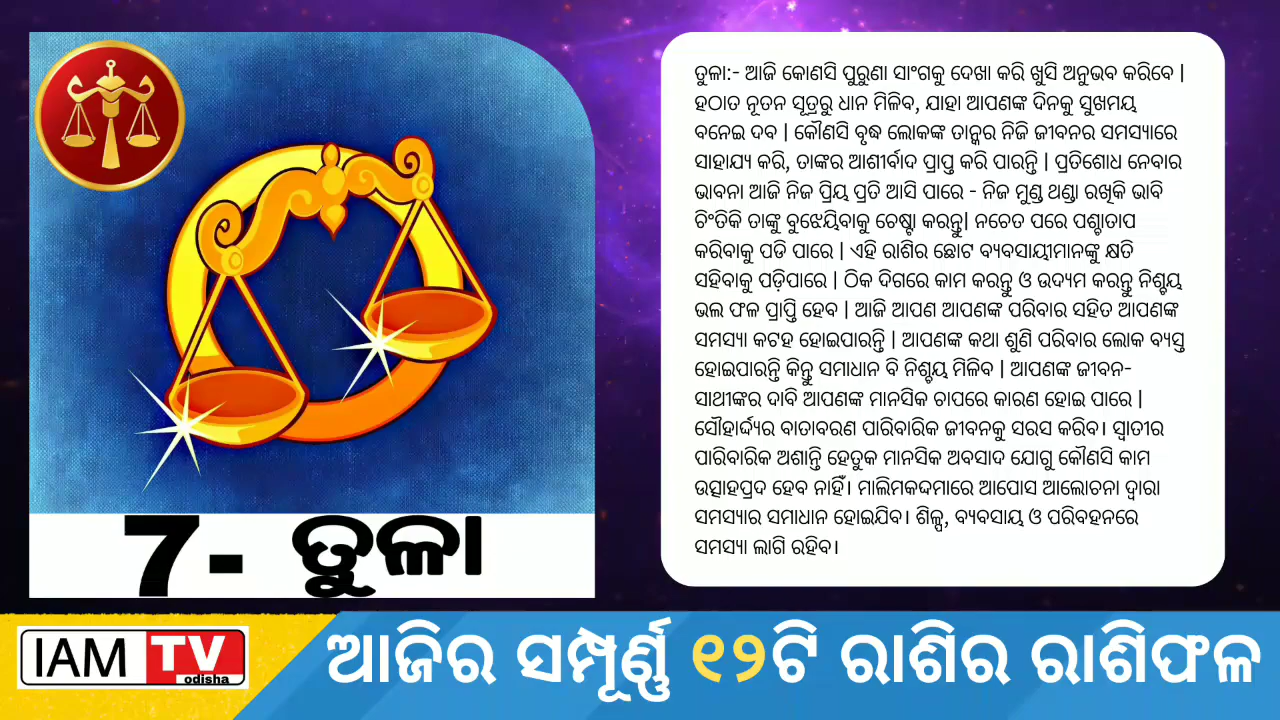 ତୁଳା:- ଆଜି କୋଣସି ପୁରୁଣା ସାଂଗକୁ ଦେଖା କରି ଖୁସି ଅନୁଭବ କରିବେ |
ହଠାତ ନୂତନ ସୂତ୍ରରୁ ଧାନ ମିଳିବ, ଯାହା ଆପଣଙ୍କ ଦିନକୁ ସୁଖମୟ
ବନେଇ ଦବ | କୌଣସି ବୃଦ୍ଧ ଲୋକଙ୍କ ତାନ୍କର ନିଜି ଜୀବନର ସମସ୍ୟାରେ
ସାହାଯ୍ୟ କରି, ତାଙ୍କର ଆଶୀର୍ବାଦ ପ୍ରାପ୍ତ କରି ପାରନ୍ତି | ପ୍ରତିଶୋଧ ନେବାର
ଭାବନା ଆଜି ନିଜ ପ୍ରିୟ ପ୍ରତି ଆସି ପାରେ - ନିଜ ମୁଣ୍ଡ ଥଣ୍ଡା ରଖିକି ଭାବି
ଚିଂତିକି ତାଙ୍କୁ ବୁଝେୟିବାକୁ ଚେଷ୍ଟା କରନ୍ତୁ| ନଚେତ ପରେ ପଶ୍ଚାତାପ
କରିବାକୁ ପଡି ପାରେ | ଏହି ରାଶିର ଛୋଟ ବ୍ୟବସାୟୀମାନଙ୍କୁ କ୍ଷତି
ସହିବାକୁ ପଡ଼ିପାରେ | ଠିକ ଦିଗରେ କାମ କରନ୍ତୁ ଓ ଉଦ୍ୟମ କରନ୍ତୁ ନିଶ୍ଚୟ
ଭଲ ଫଳ ପ୍ରାପ୍ତି ହେବ | ଆଜି ଆପଣ ଆପଣଙ୍କ ପରିବାର ସହିତ ଆପଣଙ୍କ
ସମସ୍ୟା କଟହ ହୋଇପାରନ୍ତି | ଆପଣଙ୍କ କଥା ଶୁଣି ପରିବାର ଲୋକ ବ୍ୟସ୍ତ
ହୋଇପାରନ୍ତି କିନ୍ତୁ ସମାଧାନ ବି ନିଶ୍ଚୟ ମିଳିବ | ଆପଣଙ୍କ ଜୀବନ-
ସାଥୀଙ୍କର ଦାବି ଆପଣଙ୍କ ମାନସିକ ଚାପରେ କାରଣ ହୋଇ ପାରେ |
ସୌହାର୍ଦ୍ଦ୍ୟର ବାତାବରଣ ପାରିବାରିକ ଜୀବନକୁ ସରସ କରିବ। ସ୍ୱାତୀର
ପାରିବାରିକ ଅଶାନ୍ତି ହେତୁକ ମାନସିକ ଅବସାଦ ଯୋଗୁ କୌଣସି କାମ
ଉତ୍ସାହପ୍ରଦ ହେବ ନାହିଁ। ମାଲିମକଦ୍ଦମାରେ ଆପୋସ ଆଲୋଚନା ଦ୍ୱାରା
ସମସ୍ୟାର ସମାଧାନ ହୋଇଯିବ। ଶିଳ୍ପ, ବ୍ୟବସାୟ ଓ ପରିବହନରେ
ସମସ୍ୟା ଲାଗି ରହିବ।
7- ତୁଳା
IAM TV
odisha
ଆଜିର ସମ୍ପୂର୍ଣ୍ଣ ୧୨ଟି ରାଶିର ରାଶିଫଳ